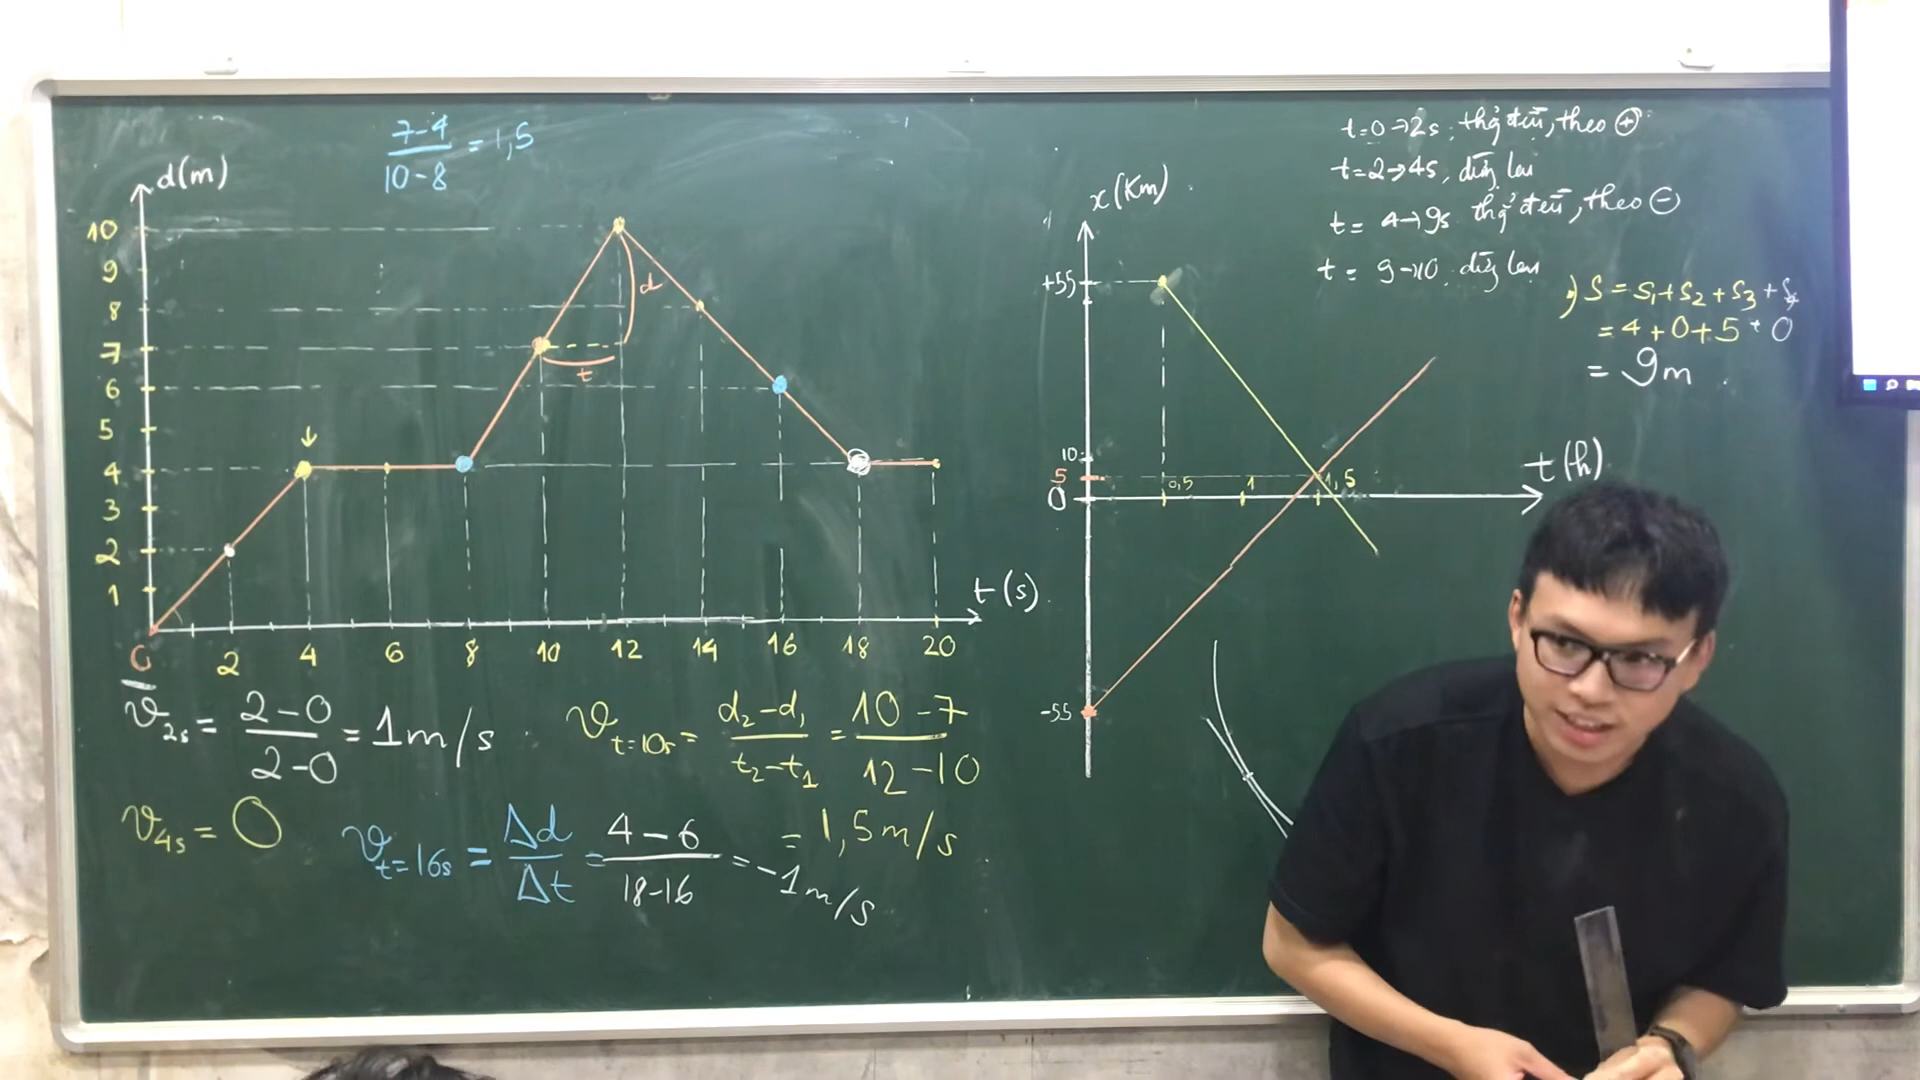 7-4
10-8
= 1,5
d(m)
10
9
8
7
6
5
4
3
2
1
0
2 4 6 8 10 12 14 16 18 20
t(s)
d
t
v2s = 2-0
2-0
= 1m/s
v t=10s = d2-d1
t2-t1
= 10-7
12-10
= 1,5m/s
v4s = 0
v t=16s = Δd
Δt
= 4-6
18-16
= -1m/s
x(Km)
+55
10
5
0
-55
0,5 1 1,5
t(h)
t=0→2s, thg đều, theo ⊕
t=2→4s, dừng lại
t= 4→9s thg đều, theo ⊖
t= 9→10 dừng lại
S = S1+S2+S3+S4
= 4+0+5+0
= 9m